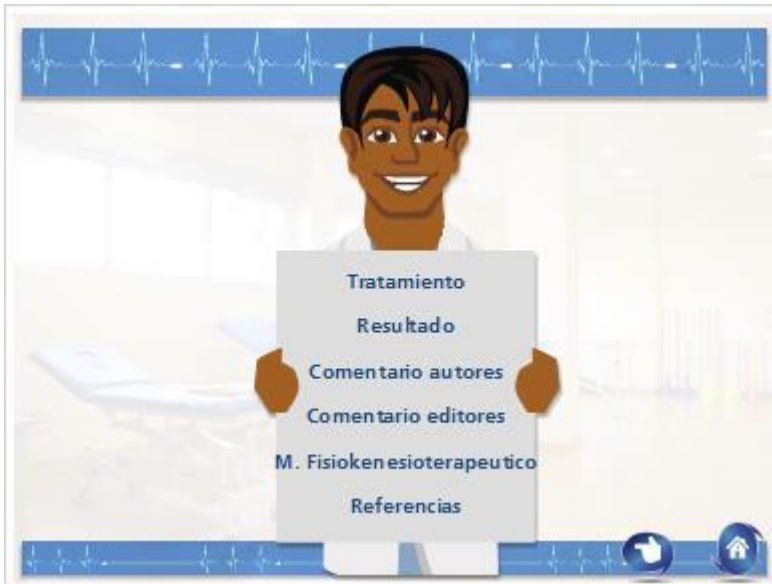 Tratamiento
Resultado
Comentario autores
Comentario editores
M. Fisiokenesioterapeutico
Referencias